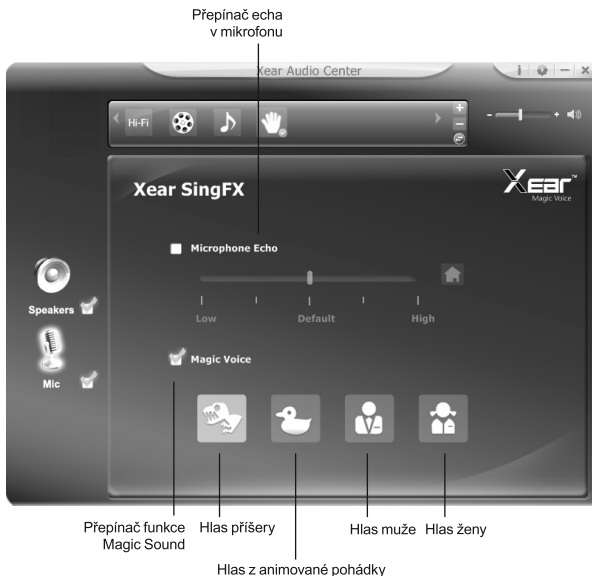 Přepínač echa
v mikrofonu
Xear Audio Center
Hi-Fi
Xear SingFX
Xear™
Magic Voice
Microphone Echo
Low Default High
Speakers
Magic Voice
Mic
Přepínač funkce
Magic Sound
Hlas příšery
Hlas muže
Hlas ženy
Hlas z animované pohádky